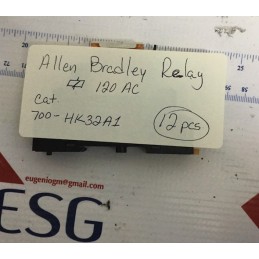 Allen Bradley Relay
120 AC
Cat
700-HK32A1
12 pcs
eugeniogm@gmail.com
ESG